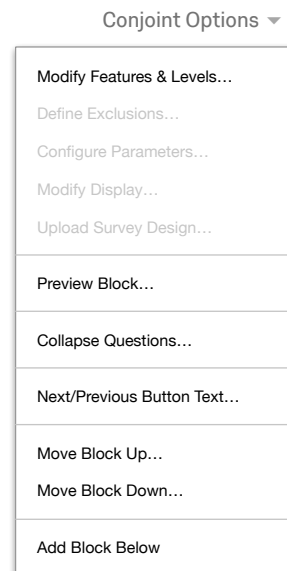 Conjoint Options
Modify Features & Levels…
Define Exclusions…
Configure Parameters…
Modify Display…
Upload Survey Design…
Preview Block…
Collapse Questions…
Next/Previous Button Text…
Move Block Up…
Move Block Down…
Add Block Below